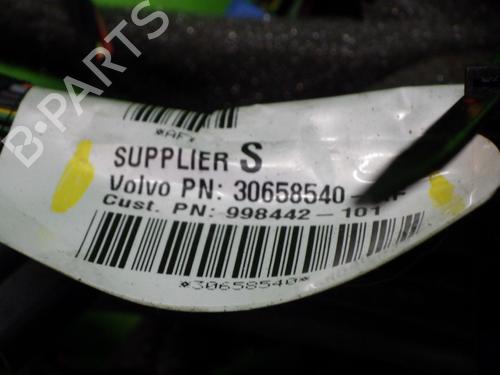 B-PARTS
*AF*
SUPPLIER S
Volvo PN: 30658540
Cust. PN: 998442-101
*30658540*